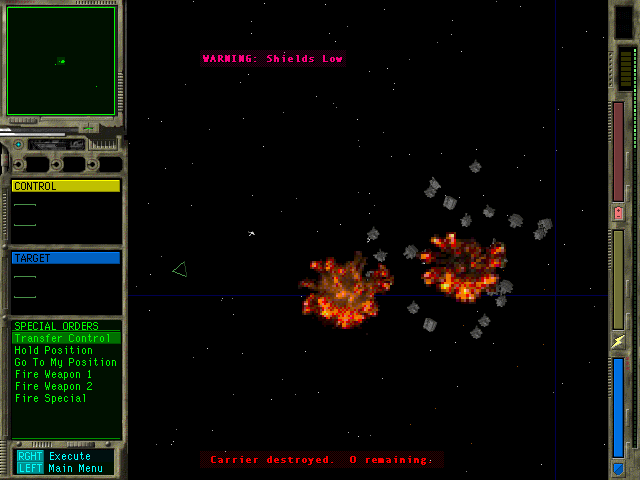 WARNING: Shields Low
CONTROL
TARGET
SPECIAL ORDERS
Transfer Control
Hold Position
Go To My Position
Fire Weapon 1
Fire Weapon 2
Fire Special
RGHT Execute
LEFT Main Menu
Carrier destroyed. 0 remaining.